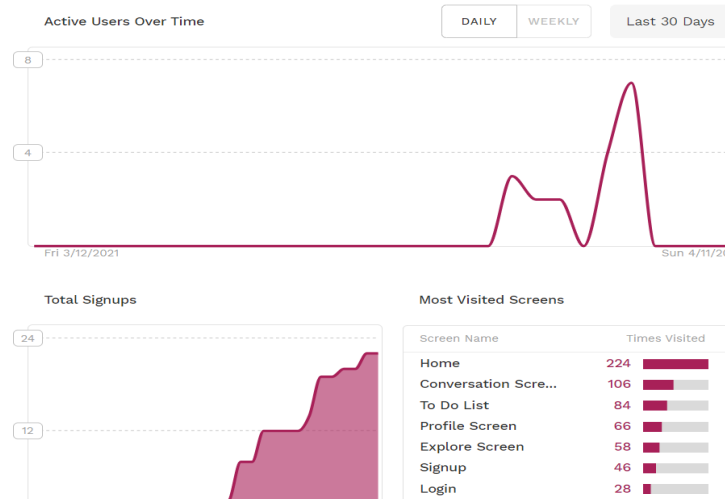 Active Users Over Time
DAILY WEEKLY Last 30 Days
8
4
Fri 3/12/2021
Total Signups
24
12
Most Visited Screens
Screen Name Times Visited
Home 224
Conversation Scre... 106
To Do List 84
Profile Screen 66
Explore Screen 58
Signup 46
Login 28